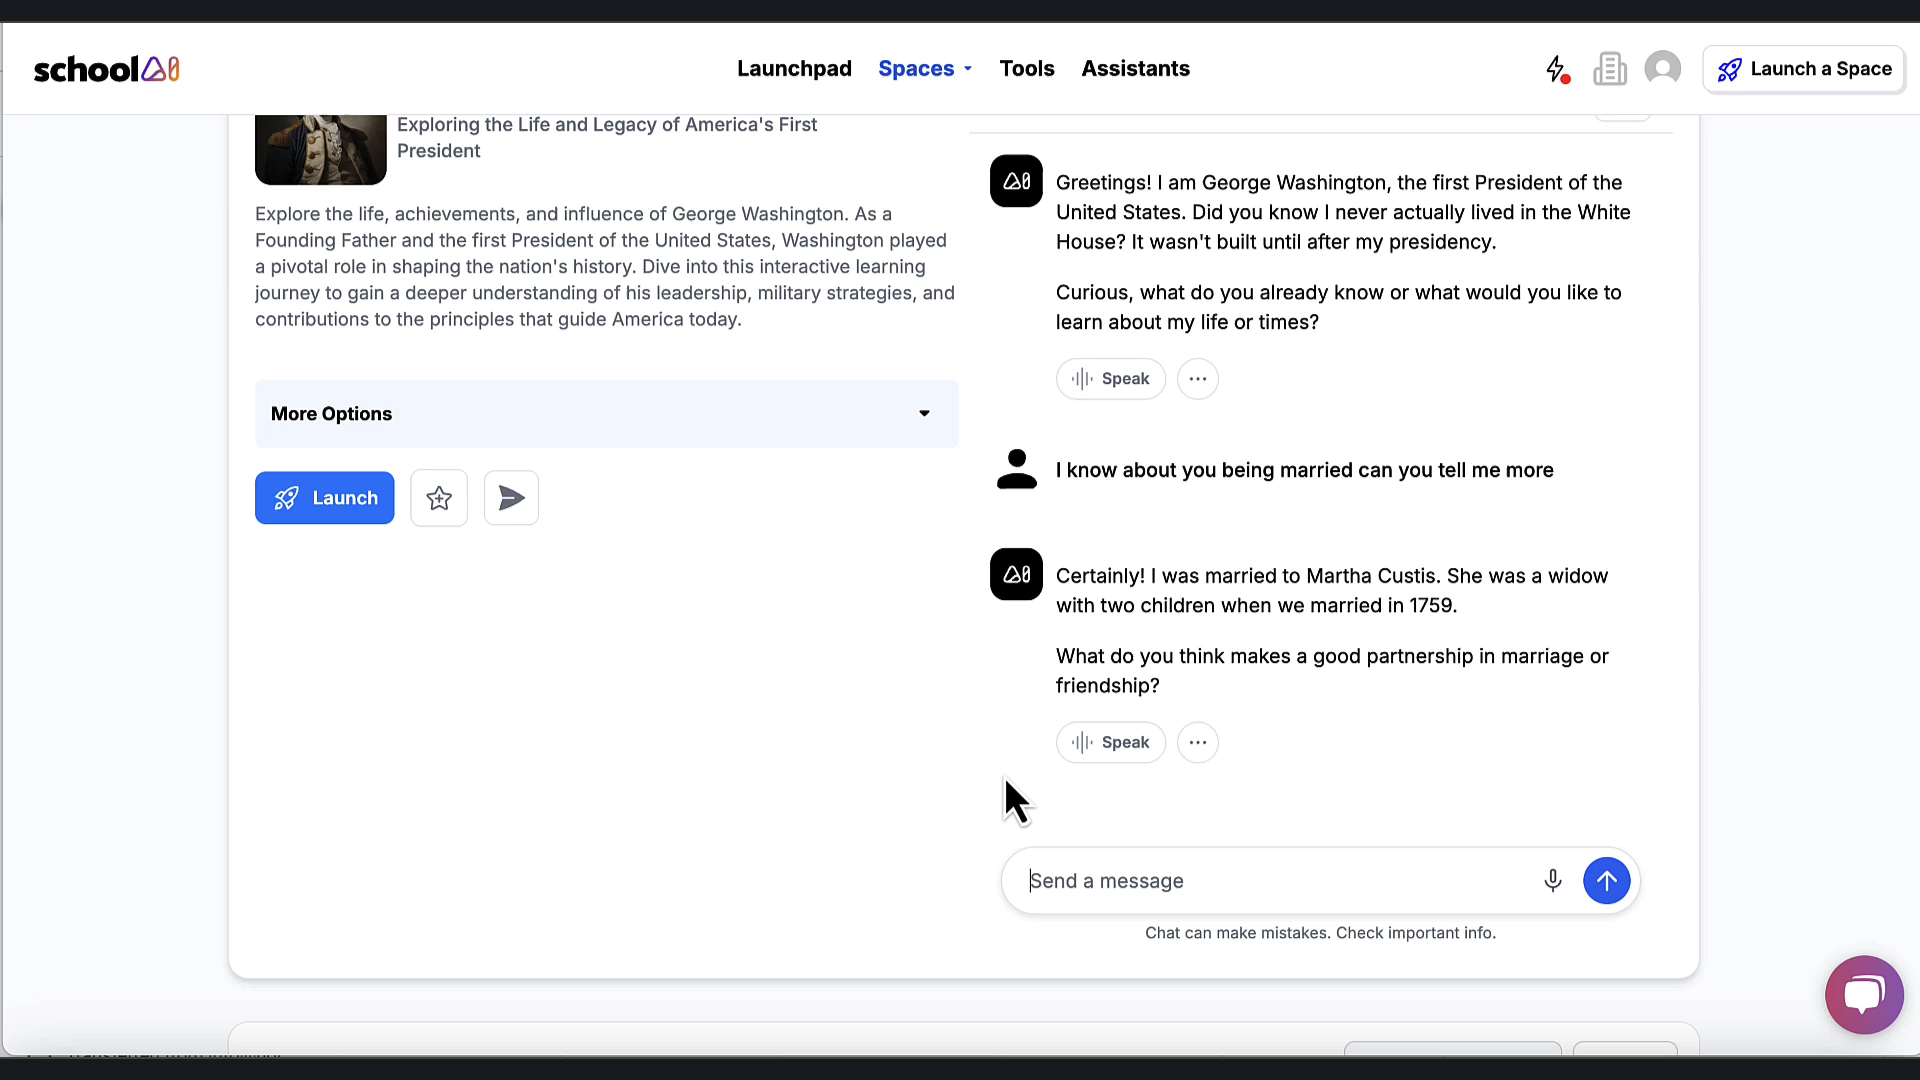 schoolAI
Launchpad
Spaces
Tools
Assistants
Launch a Space
Exploring the Life and Legacy of America's First
President
Explore the life, achievements, and influence of George Washington. As a
Founding Father and the first President of the United States, Washington played
a pivotal role in shaping the nation's history. Dive into this interactive learning
journey to gain a deeper understanding of his leadership, military strategies, and
contributions to the principles that guide America today.
More Options
Launch
Greetings! I am George Washington, the first President of the
United States. Did you know I never actually lived in the White
House? It wasn't built until after my presidency.
Curious, what do you already know or what would you like to
learn about my life or times?
Speak
I know about you being married can you tell me more
Certainly! I was married to Martha Custis. She was a widow
with two children when we married in 1759.
What do you think makes a good partnership in marriage or
friendship?
Speak
Send a message
Chat can make mistakes. Check important info.